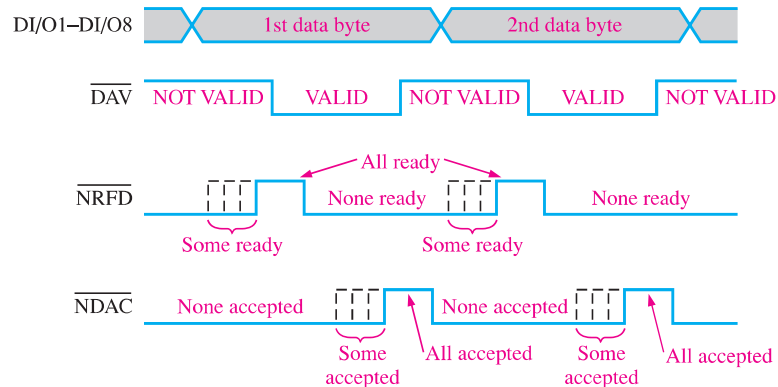 DI/O1–DI/O8 1st data byte 2nd data byte
DAV NOT VALID VALID NOT VALID VALID NOT VALID
All ready
NRFD None ready None ready
Some ready Some ready
NDAC None accepted None accepted
Some accepted All accepted Some accepted All accepted